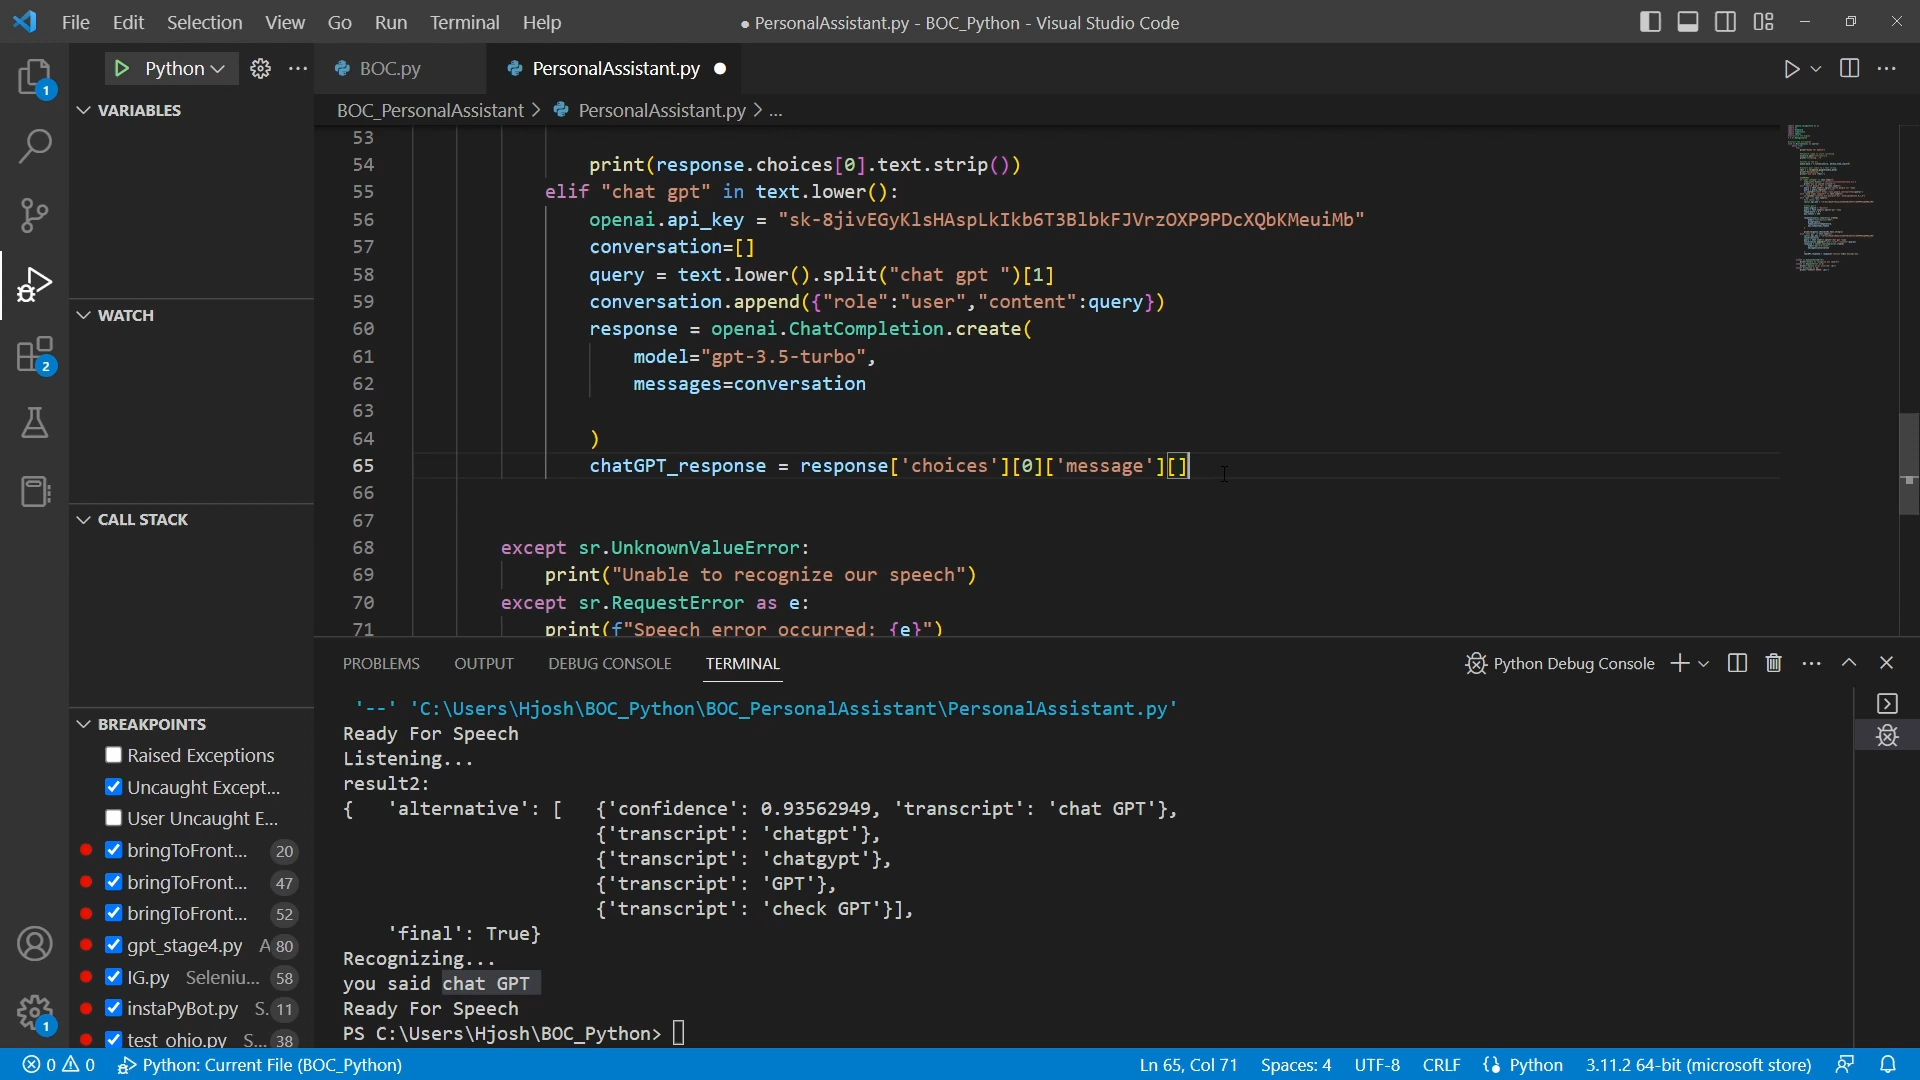 File Edit Selection View Go Run Terminal Help
● PersonalAssistant.py - BOC_Python - Visual Studio Code
Python
BOC.py
PersonalAssistant.py
BOC_PersonalAssistant > PersonalAssistant.py > ...
VARIABLES
WATCH
CALL STACK
BREAKPOINTS
Raised Exceptions
Uncaught Except...
User Uncaught E...
bringToFront... 20
bringToFront... 47
bringToFront... 52
gpt_stage4.py A 80
IG.py Seleniu... 58
instaPyBot.py S. 11
test_ohio.py S... 38
1
2
1
53
54 print(response.choices[0].text.strip())
55 elif "chat gpt" in text.lower():
56 openai.api_key = "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"
57 conversation=[]
58 query = text.lower().split("chat gpt ")[1]
59 conversation.append({"role":"user","content":query})
60 response = openai.ChatCompletion.create(
61 model="gpt-3.5-turbo",
62 messages=conversation
63
64 )
65 chatGPT_response = response['choices'][0]['message'][]
66
67
68 except sr.UnknownValueError:
69 print("Unable to recognize our speech")
70 except sr.RequestError as e:
71 print(f"Speech error occurred: {e}")
PROBLEMS OUTPUT DEBUG CONSOLE TERMINAL
Python Debug Console
'--' 'C:\Users\Hjosh\BOC_Python\BOC_PersonalAssistant\PersonalAssistant.py'
Ready For Speech
Listening...
result2:
{ 'alternative': [ {'confidence': 0.93562949, 'transcript': 'chat GPT'},
{'transcript': 'chatgpt'},
{'transcript': 'chatgypt'},
{'transcript': 'GPT'},
{'transcript': 'check GPT'}],
'final': True}
Recognizing...
you said chat GPT
Ready For Speech
PS C:\Users\Hjosh\BOC_Python>
0 0 Python: Current File (BOC_Python)
Ln 65, Col 71 Spaces: 4 UTF-8 CRLF Python 3.11.2 64-bit (microsoft store)